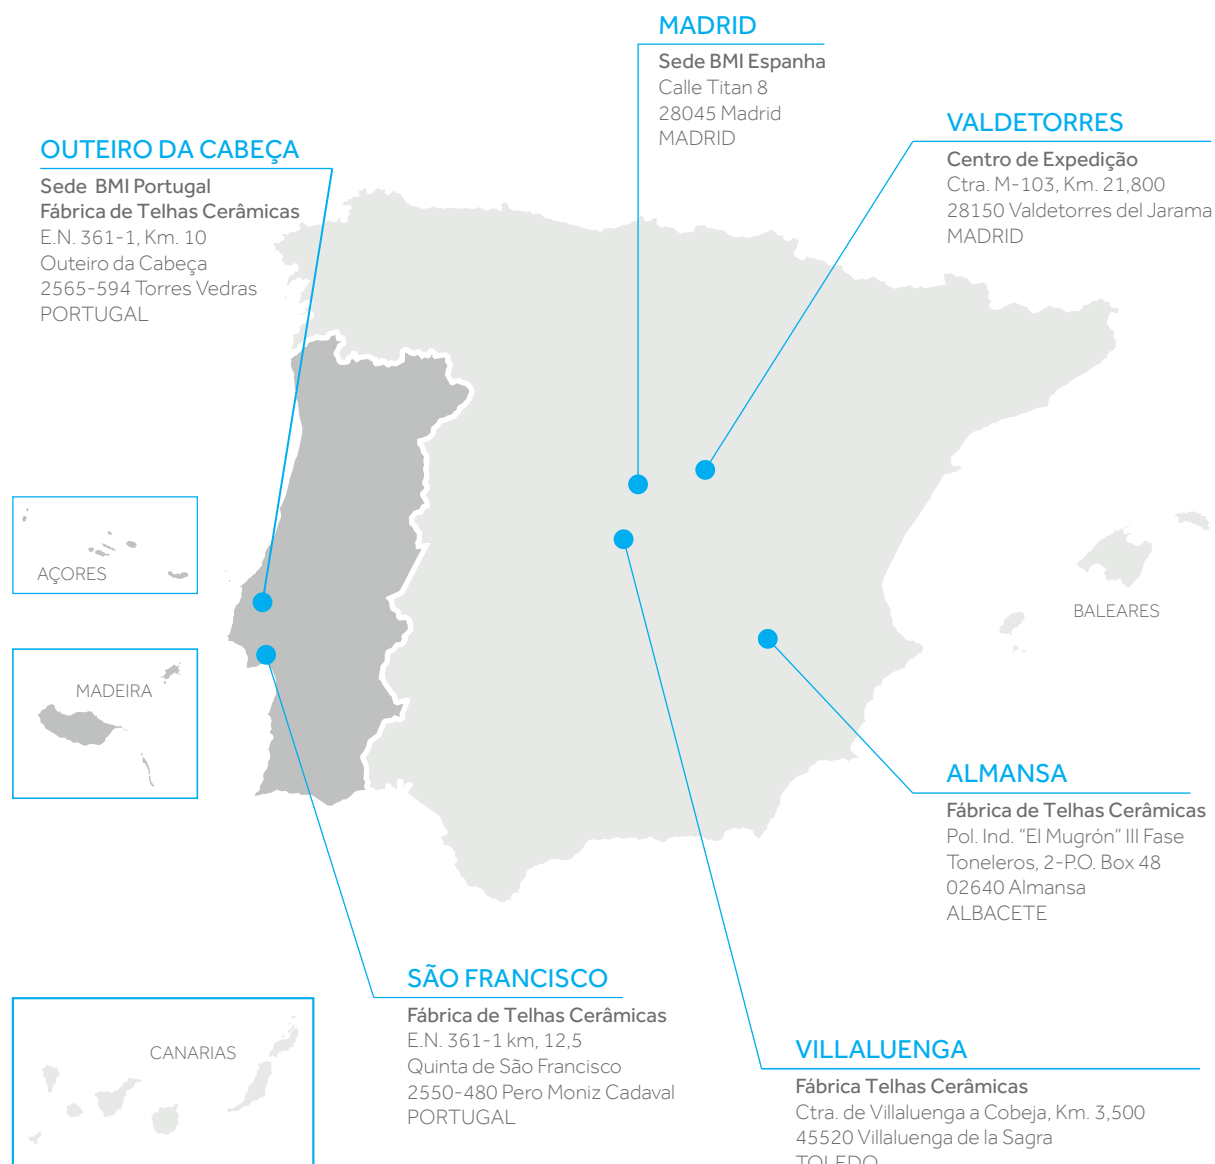 MADRID
Sede BMI Espanha
Calle Titan 8
28045 Madrid
MADRID
VALDETORRES
Centro de Expedição
Ctra. M-103, Km. 21,800
28150 Valdetorres del Jarama
MADRID
OUTEIRO DA CABEÇA
Sede BMI Portugal
Fábrica de Telhas Cerâmicas
E.N. 361-1, Km. 10
Outeiro da Cabeça
2565-594 Torres Vedras
PORTUGAL
AÇORES
MADEIRA
BALEARES
ALMANSA
Fábrica de Telhas Cerâmicas
Pol. Ind. "El Mugrón" III Fase
Toneleros, 2-P.O. Box 48
02640 Almansa
ALBACETE
SÃO FRANCISCO
Fábrica de Telhas Cerâmicas
E.N. 361-1 km, 12,5
Quinta de São Francisco
2550-480 Pero Moniz Cadaval
PORTUGAL
CANARIAS
VILLALUENGA
Fábrica Telhas Cerâmicas
Ctra. de Villaluenga a Cobeja, Km. 3,500
45520 Villaluenga de la Sagra
TOLEDO